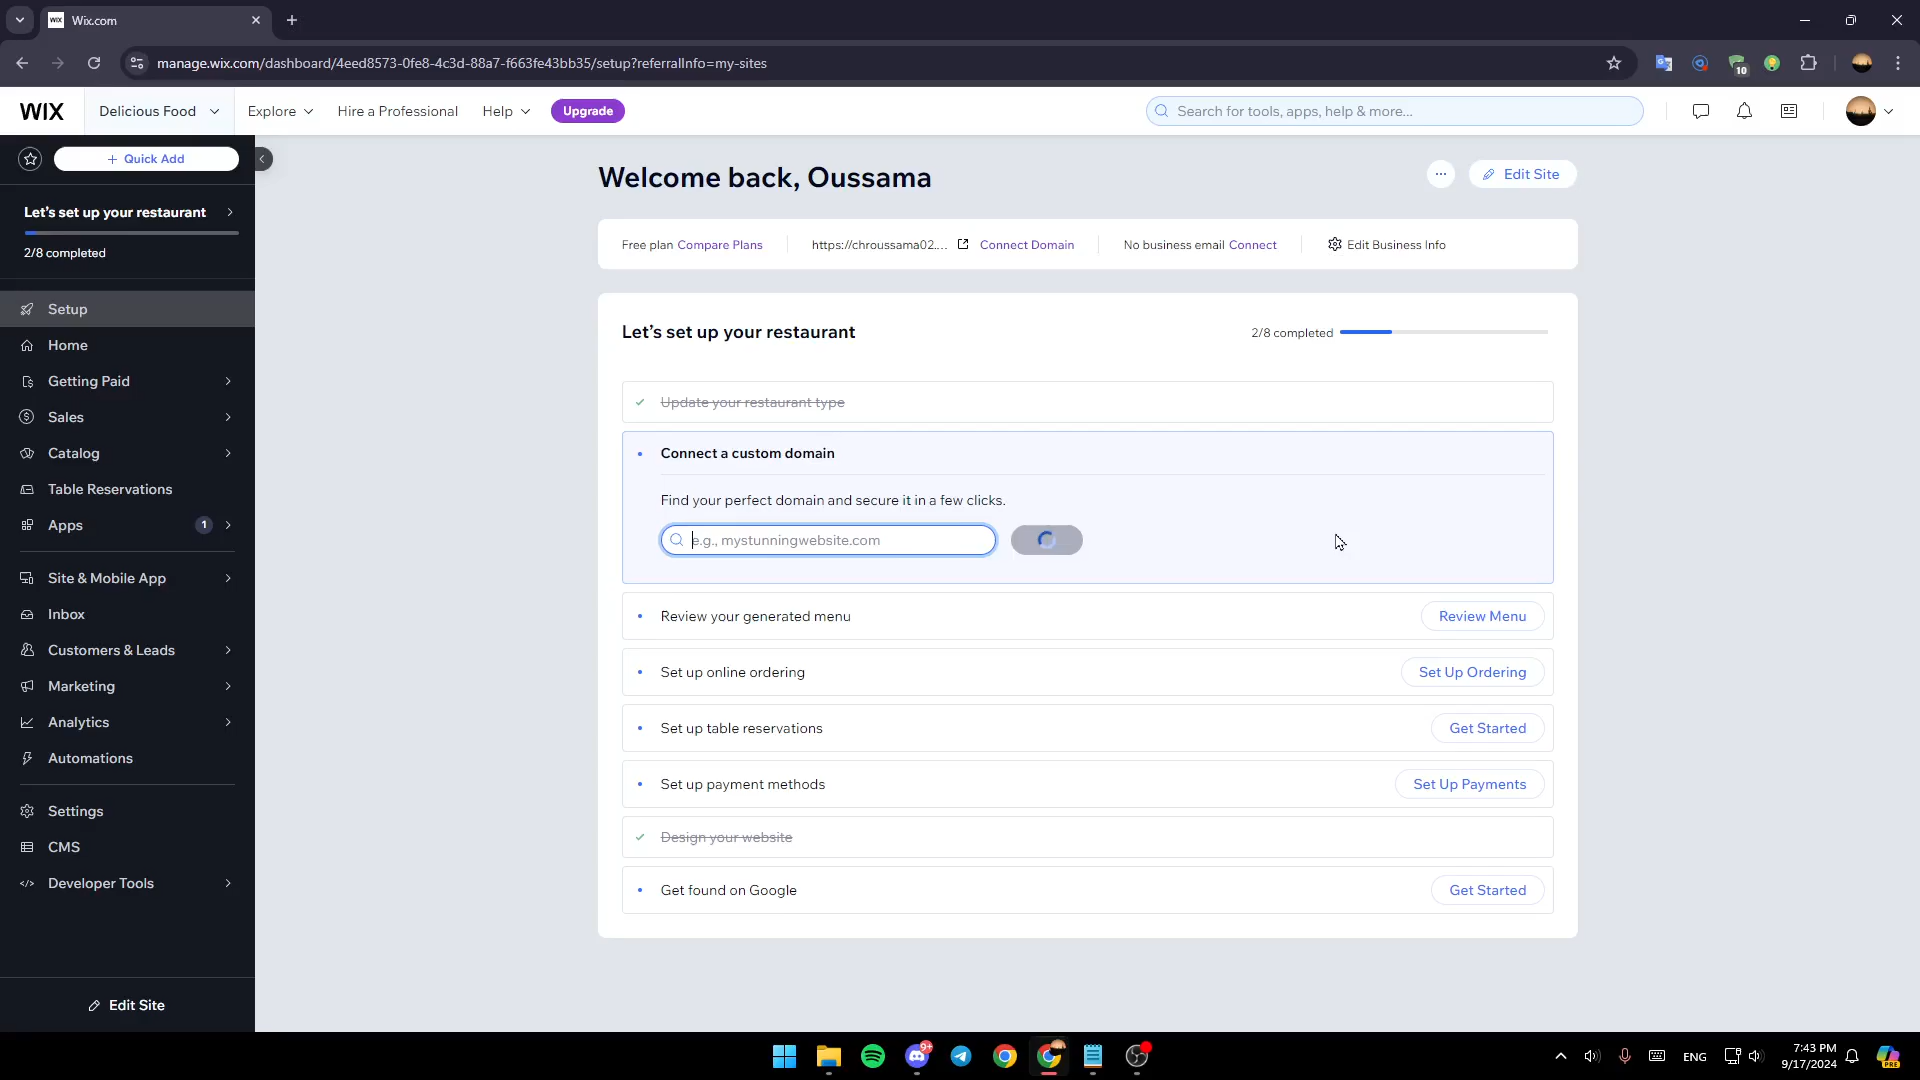 Wix.com
manage.wix.com/dashboard/4eed8573-0fe8-4c3d-88a7-f663fe43bb35/setup?referralInfo=my-sites
10
WIX
Delicious Food
Explore
Hire a Professional
Help
Upgrade
Search for tools, apps, help & more...
+ Quick Add
Let's set up your restaurant
2/8 completed
Setup
Home
Getting Paid
Sales
Catalog
Table Reservations
Apps 1
Site & Mobile App
Inbox
Customers & Leads
Marketing
Analytics
Automations
Settings
CMS
Developer Tools
Edit Site
Welcome back, Oussama
... Edit Site
Free plan Compare Plans
https://chroussama02.... Connect Domain
No business email Connect
Edit Business Info
Let's set up your restaurant
2/8 completed
Update your restaurant type
Connect a custom domain
Find your perfect domain and secure it in a few clicks.
e.g., mystunningwebsite.com
Review your generated menu Review Menu
Set up online ordering Set Up Ordering
Set up table reservations Get Started
Set up payment methods Set Up Payments
Design your website
Get found on Google Get Started
9+
ENG
7:43 PM
9/17/2024
PRE